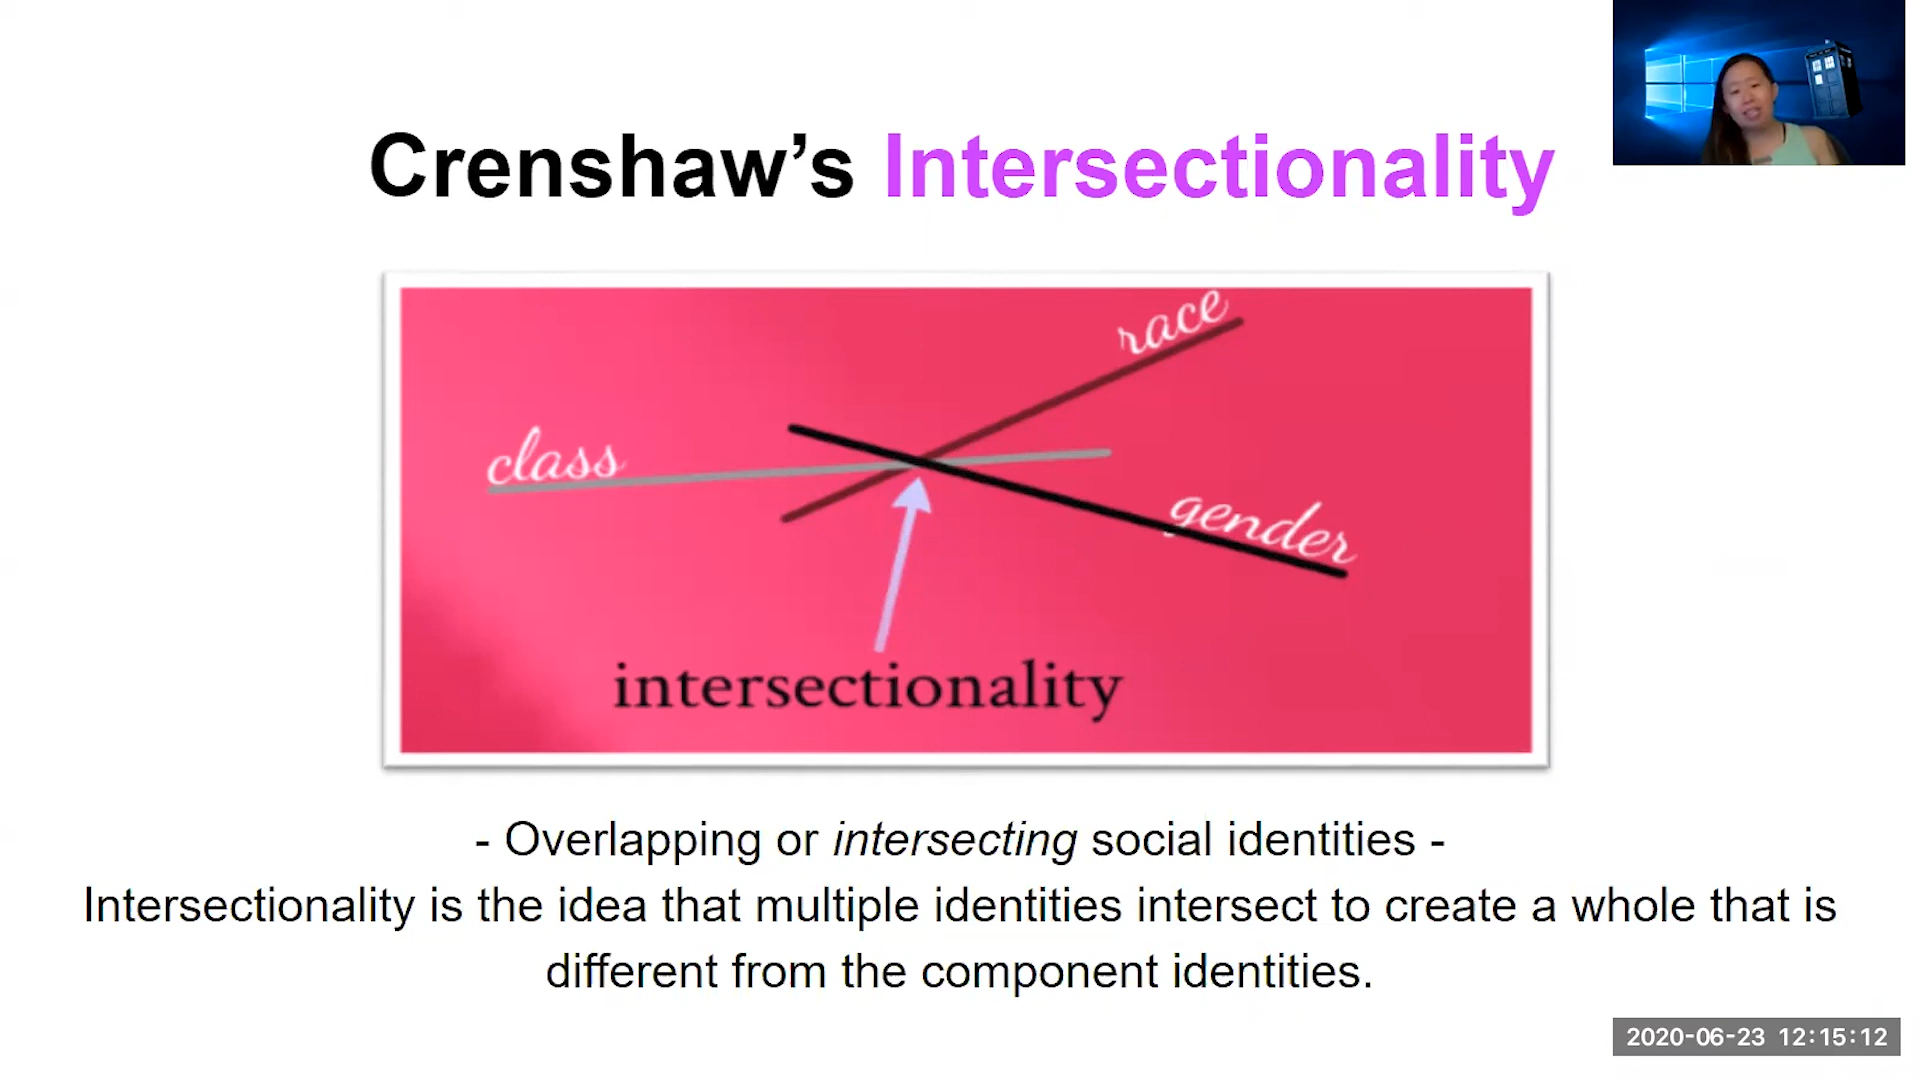 Crenshaw’s Intersectionality
race
class
gender
intersectionality
- Overlapping or intersecting social identities -
Intersectionality is the idea that multiple identities intersect to create a whole that is
different from the component identities.
2020-06-23 12:15:12